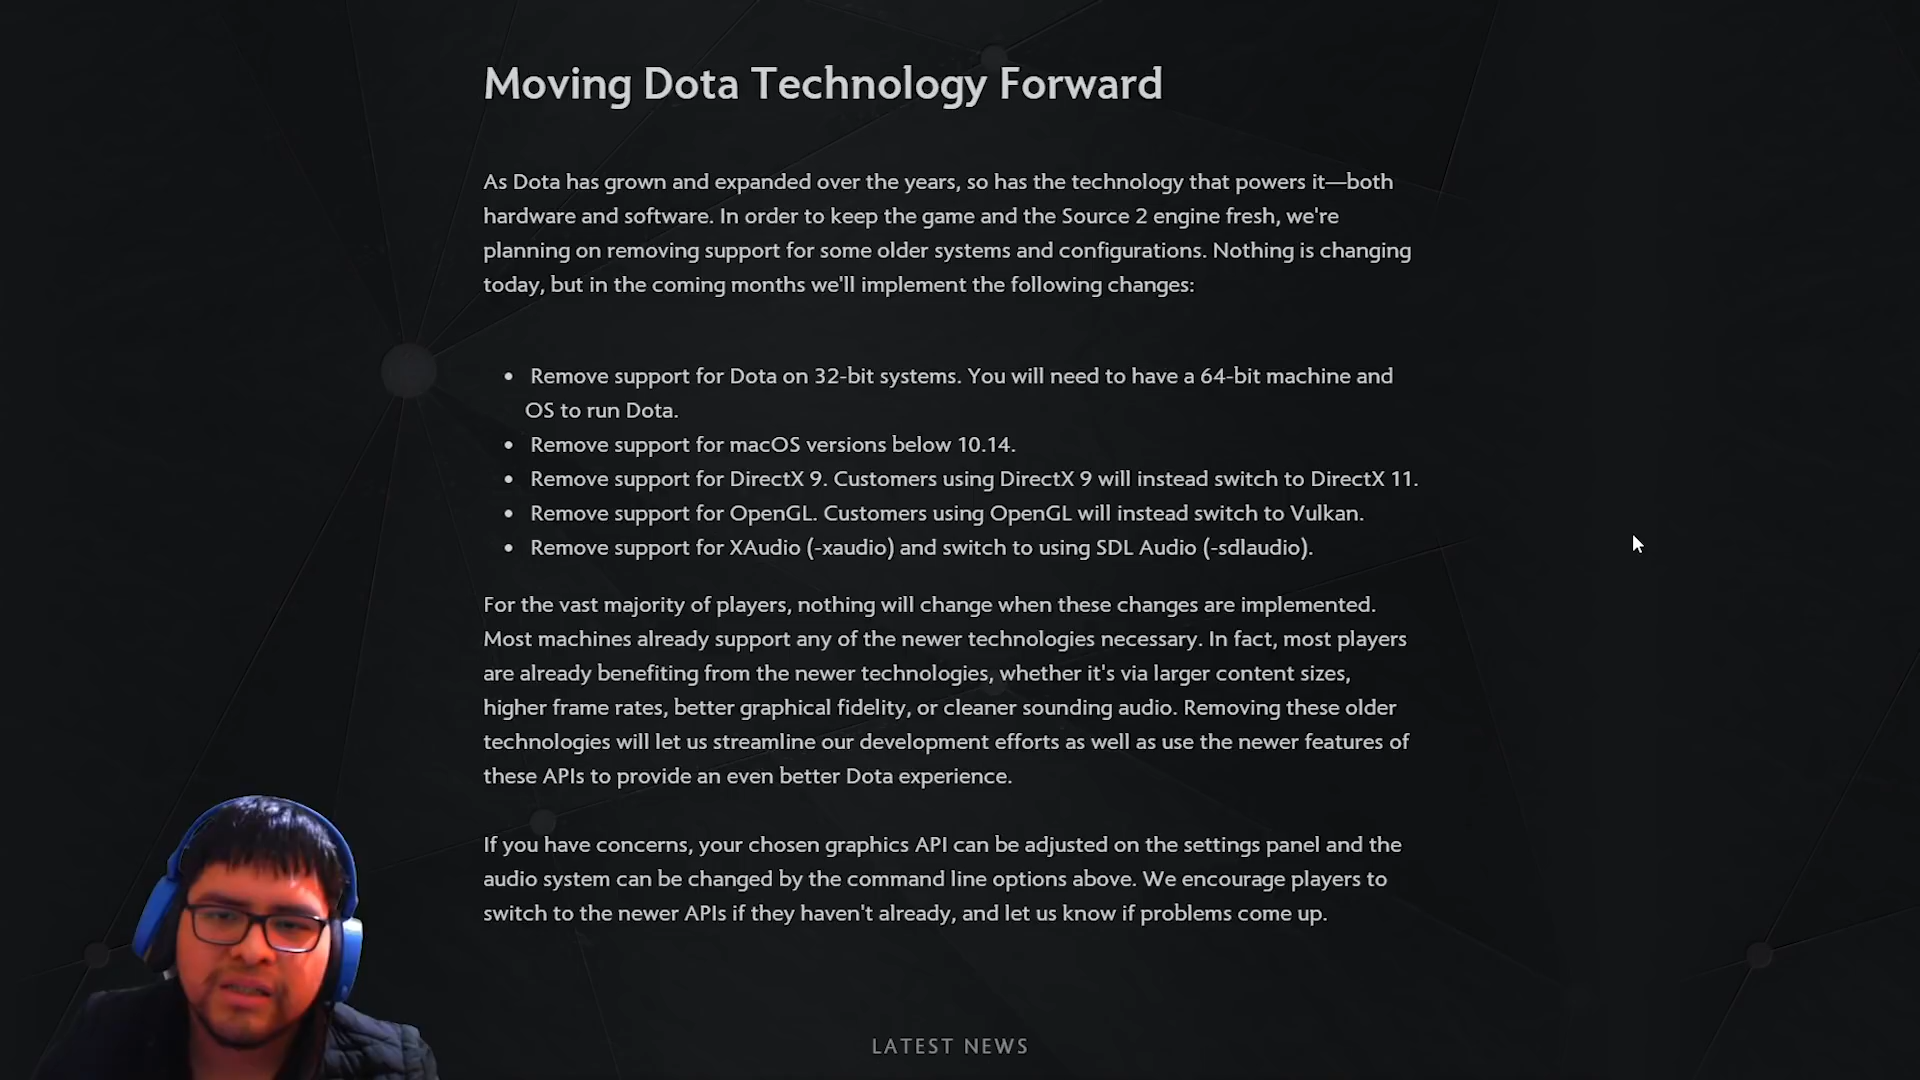 Moving Dota Technology Forward
As Dota has grown and expanded over the years, so has the technology that powers it—both
hardware and software. In order to keep the game and the Source 2 engine fresh, we're
planning on removing support for some older systems and configurations. Nothing is changing
today, but in the coming months we'll implement the following changes:
• Remove support for Dota on 32-bit systems. You will need to have a 64-bit machine and
OS to run Dota.
• Remove support for macOS versions below 10.14.
• Remove support for DirectX 9. Customers using DirectX 9 will instead switch to DirectX 11.
• Remove support for OpenGL. Customers using OpenGL will instead switch to Vulkan.
• Remove support for XAudio (-xaudio) and switch to using SDL Audio (-sdlaudio).
For the vast majority of players, nothing will change when these changes are implemented.
Most machines already support any of the newer technologies necessary. In fact, most players
are already benefiting from the newer technologies, whether it's via larger content sizes,
higher frame rates, better graphical fidelity, or cleaner sounding audio. Removing these older
technologies will let us streamline our development efforts as well as use the newer features of
these APIs to provide an even better Dota experience.
If you have concerns, your chosen graphics API can be adjusted on the settings panel and the
audio system can be changed by the command line options above. We encourage players to
switch to the newer APIs if they haven't already, and let us know if problems come up.
LATEST NEWS